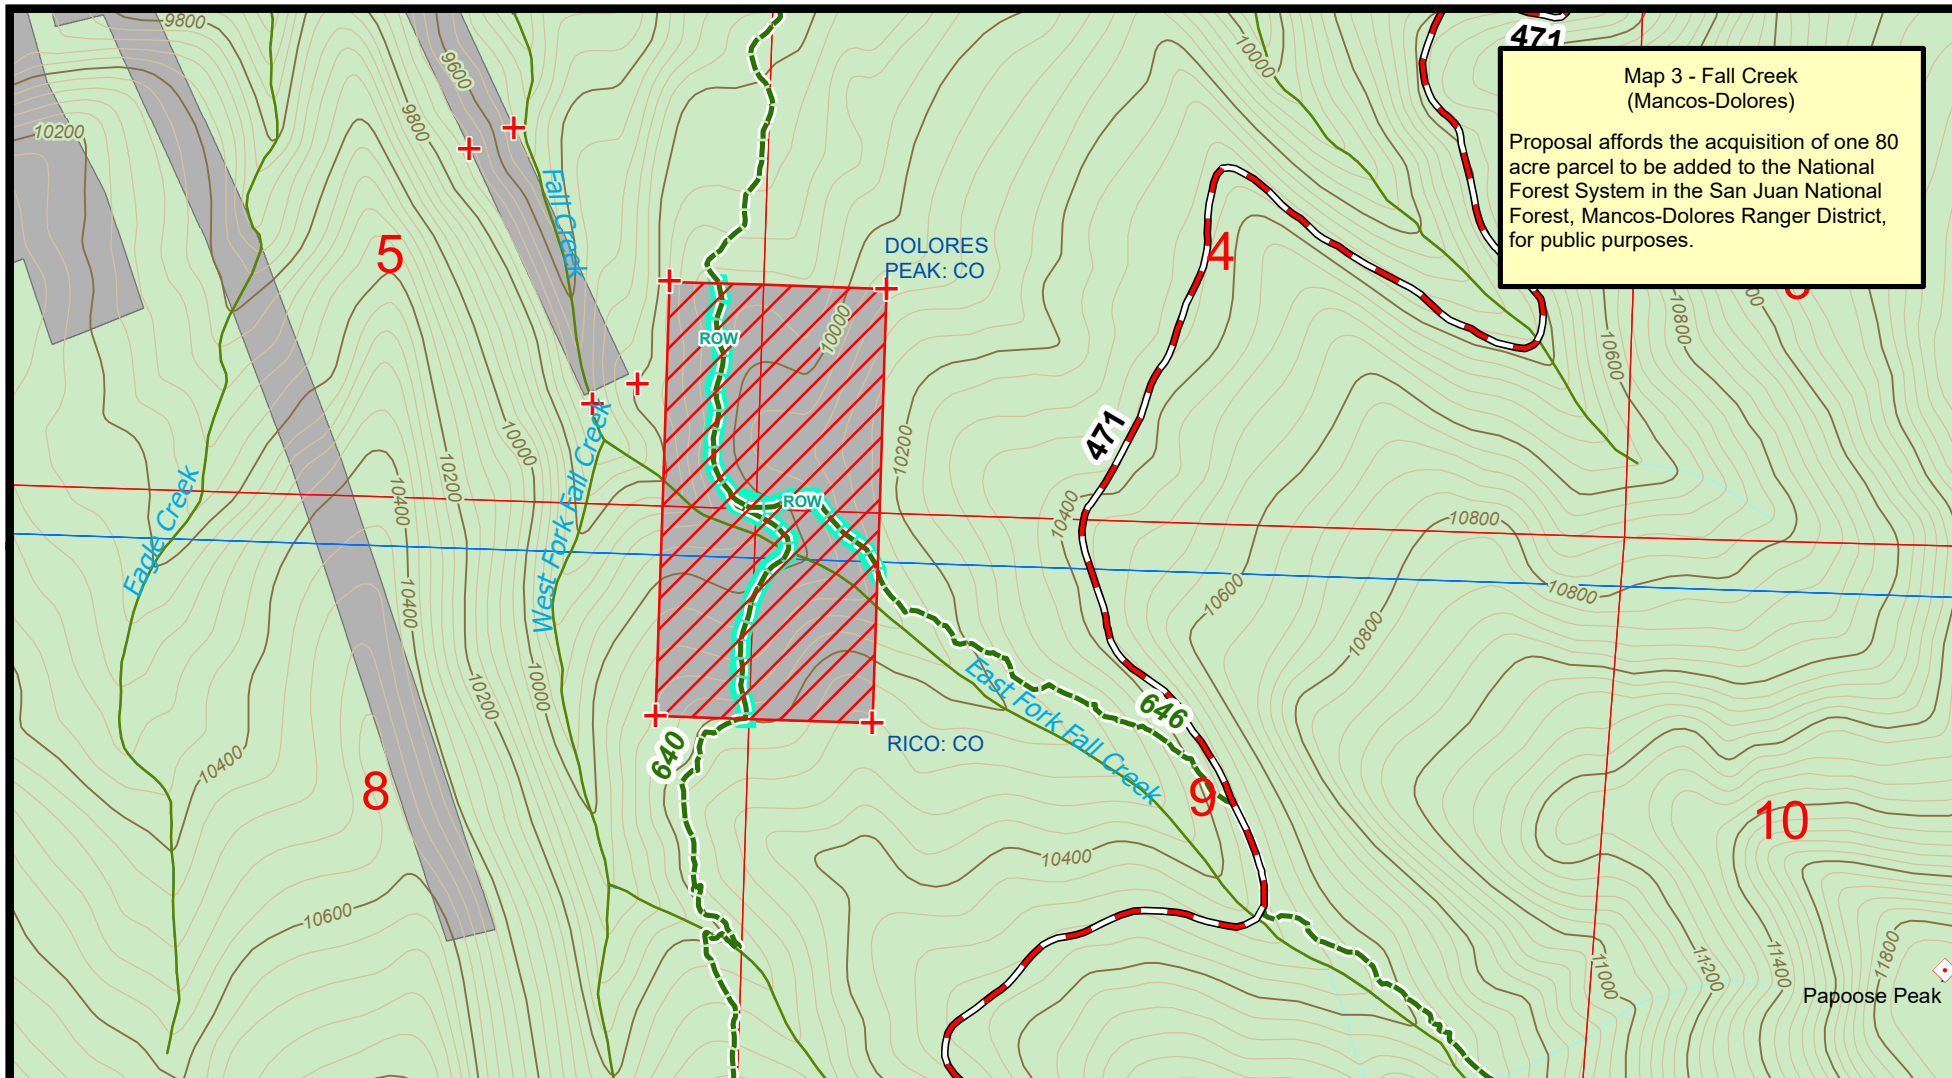 9800
471
Map 3 - Fall Creek
(Mancos-Dolores)
Proposal affords the acquisition of one 80
acre parcel to be added to the National
Forest System in the San Juan National
Forest, Mancos-Dolores Ranger District,
for public purposes.
10000
9600
9800
10200
Fall Creek
5
4
DOLORES
PEAK: CO
10800
10600
ROW
10000
10200
471
10000
10200
10000
Eagle Creek
West Fork Fall Creek
ROW
10400
10800
10800
10600
10800
10400
10000
10200
East Fork Fall Creek
646
640
RICO: CO
10400
8
9
10
10400
10600
11000
11200
11400
11800
Papoose Peak